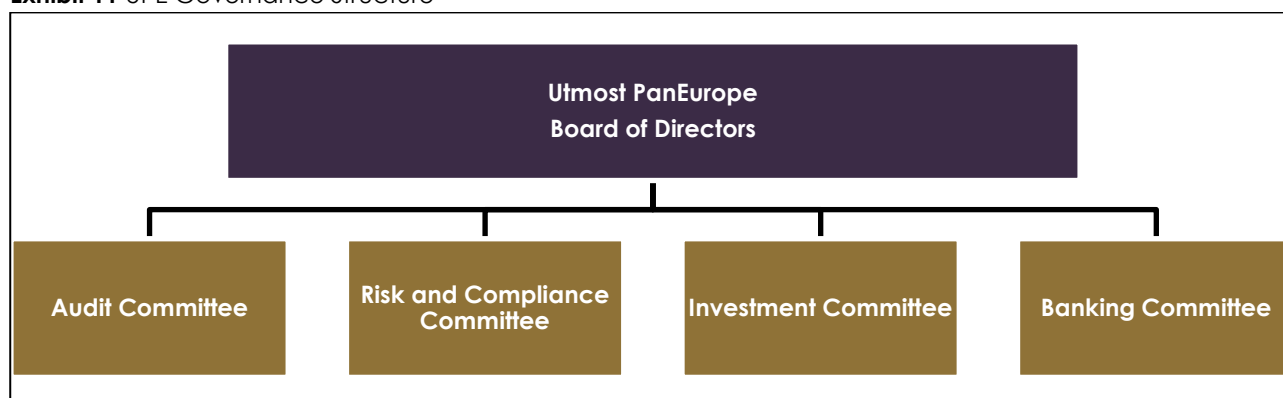 Utmost PanEurope
Board of Directors
Audit Committee
Risk and Compliance
Committee
Investment Committee
Banking Committee